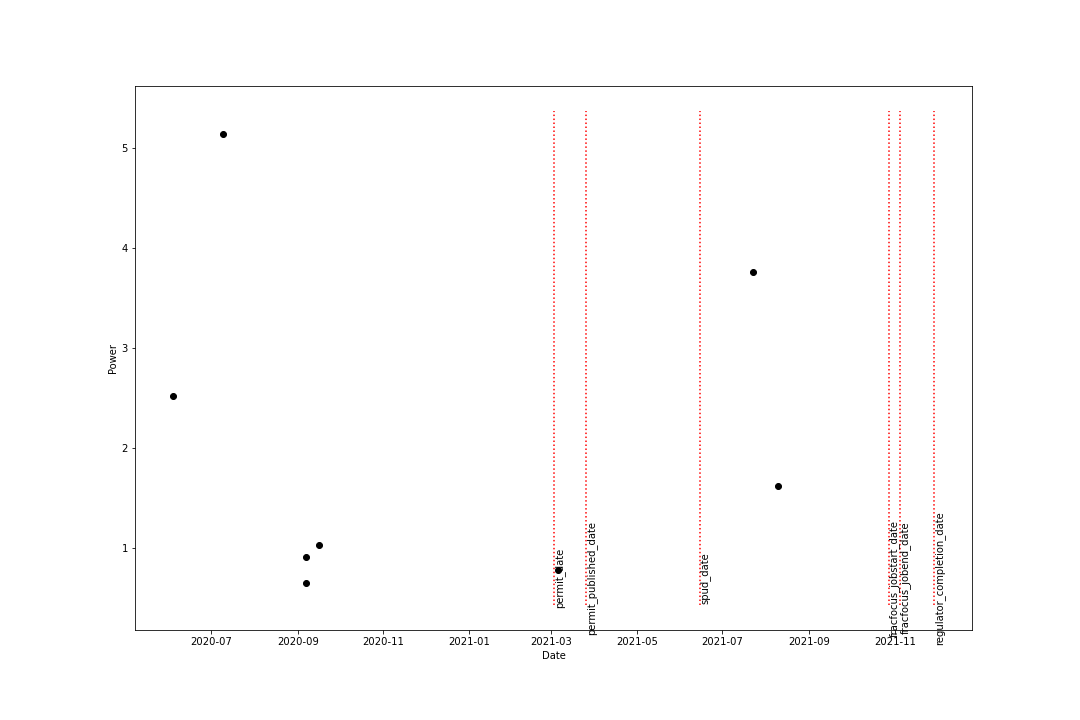 5
4
3
2
1
Power
permit_date
permit_published_date
spud_date
fracfocus_jobstart_date
fracfocus_jobend_date
regulator_completion_date
2020-07
2020-09
2020-11
2021-01
2021-03
2021-05
2021-07
2021-09
2021-11
Date